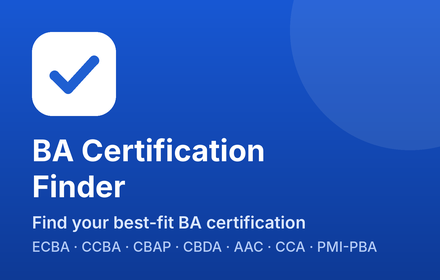 BA Certification
Finder
Find your best-fit BA certification
ECBA · CCBA · CBAP · CBDA · AAC · CCA · PMI-PBA